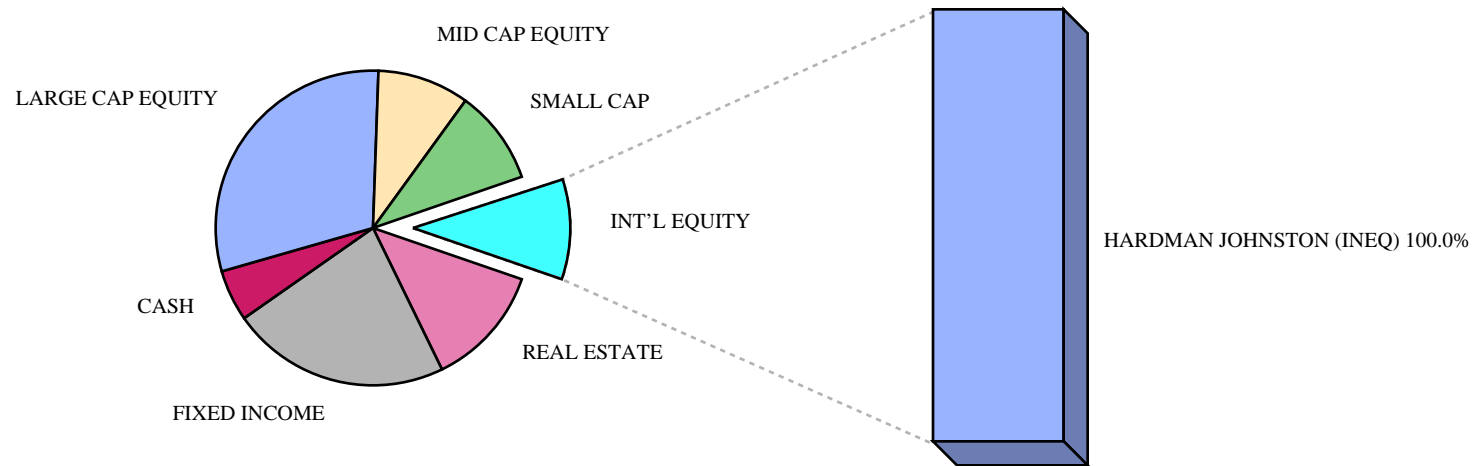 MID CAP EQUITY
LARGE CAP EQUITY
SMALL CAP
INT'L EQUITY
HARDMAN JOHNSTON (INEQ) 100.0%
CASH
REAL ESTATE
FIXED INCOME